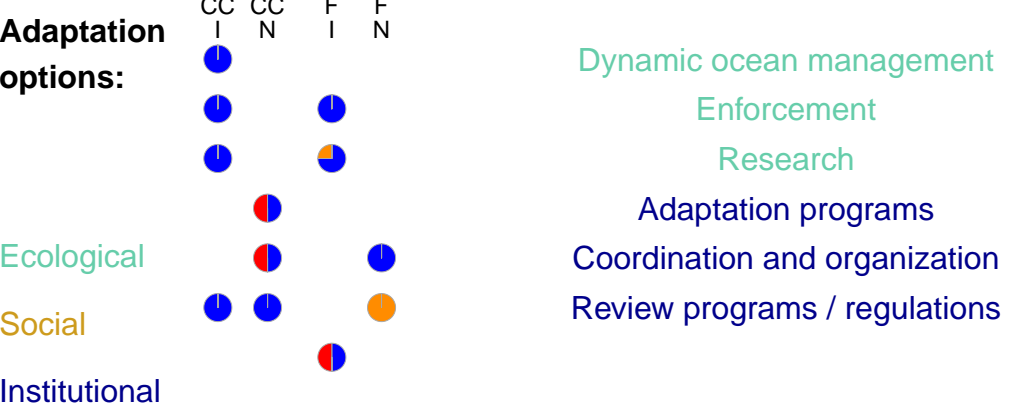 CC CC F F
Adaptation I N I N
options:
Dynamic ocean management
Enforcement
Research
Adaptation programs
Ecological Coordination and organization
Review programs / regulations
Social
Institutional